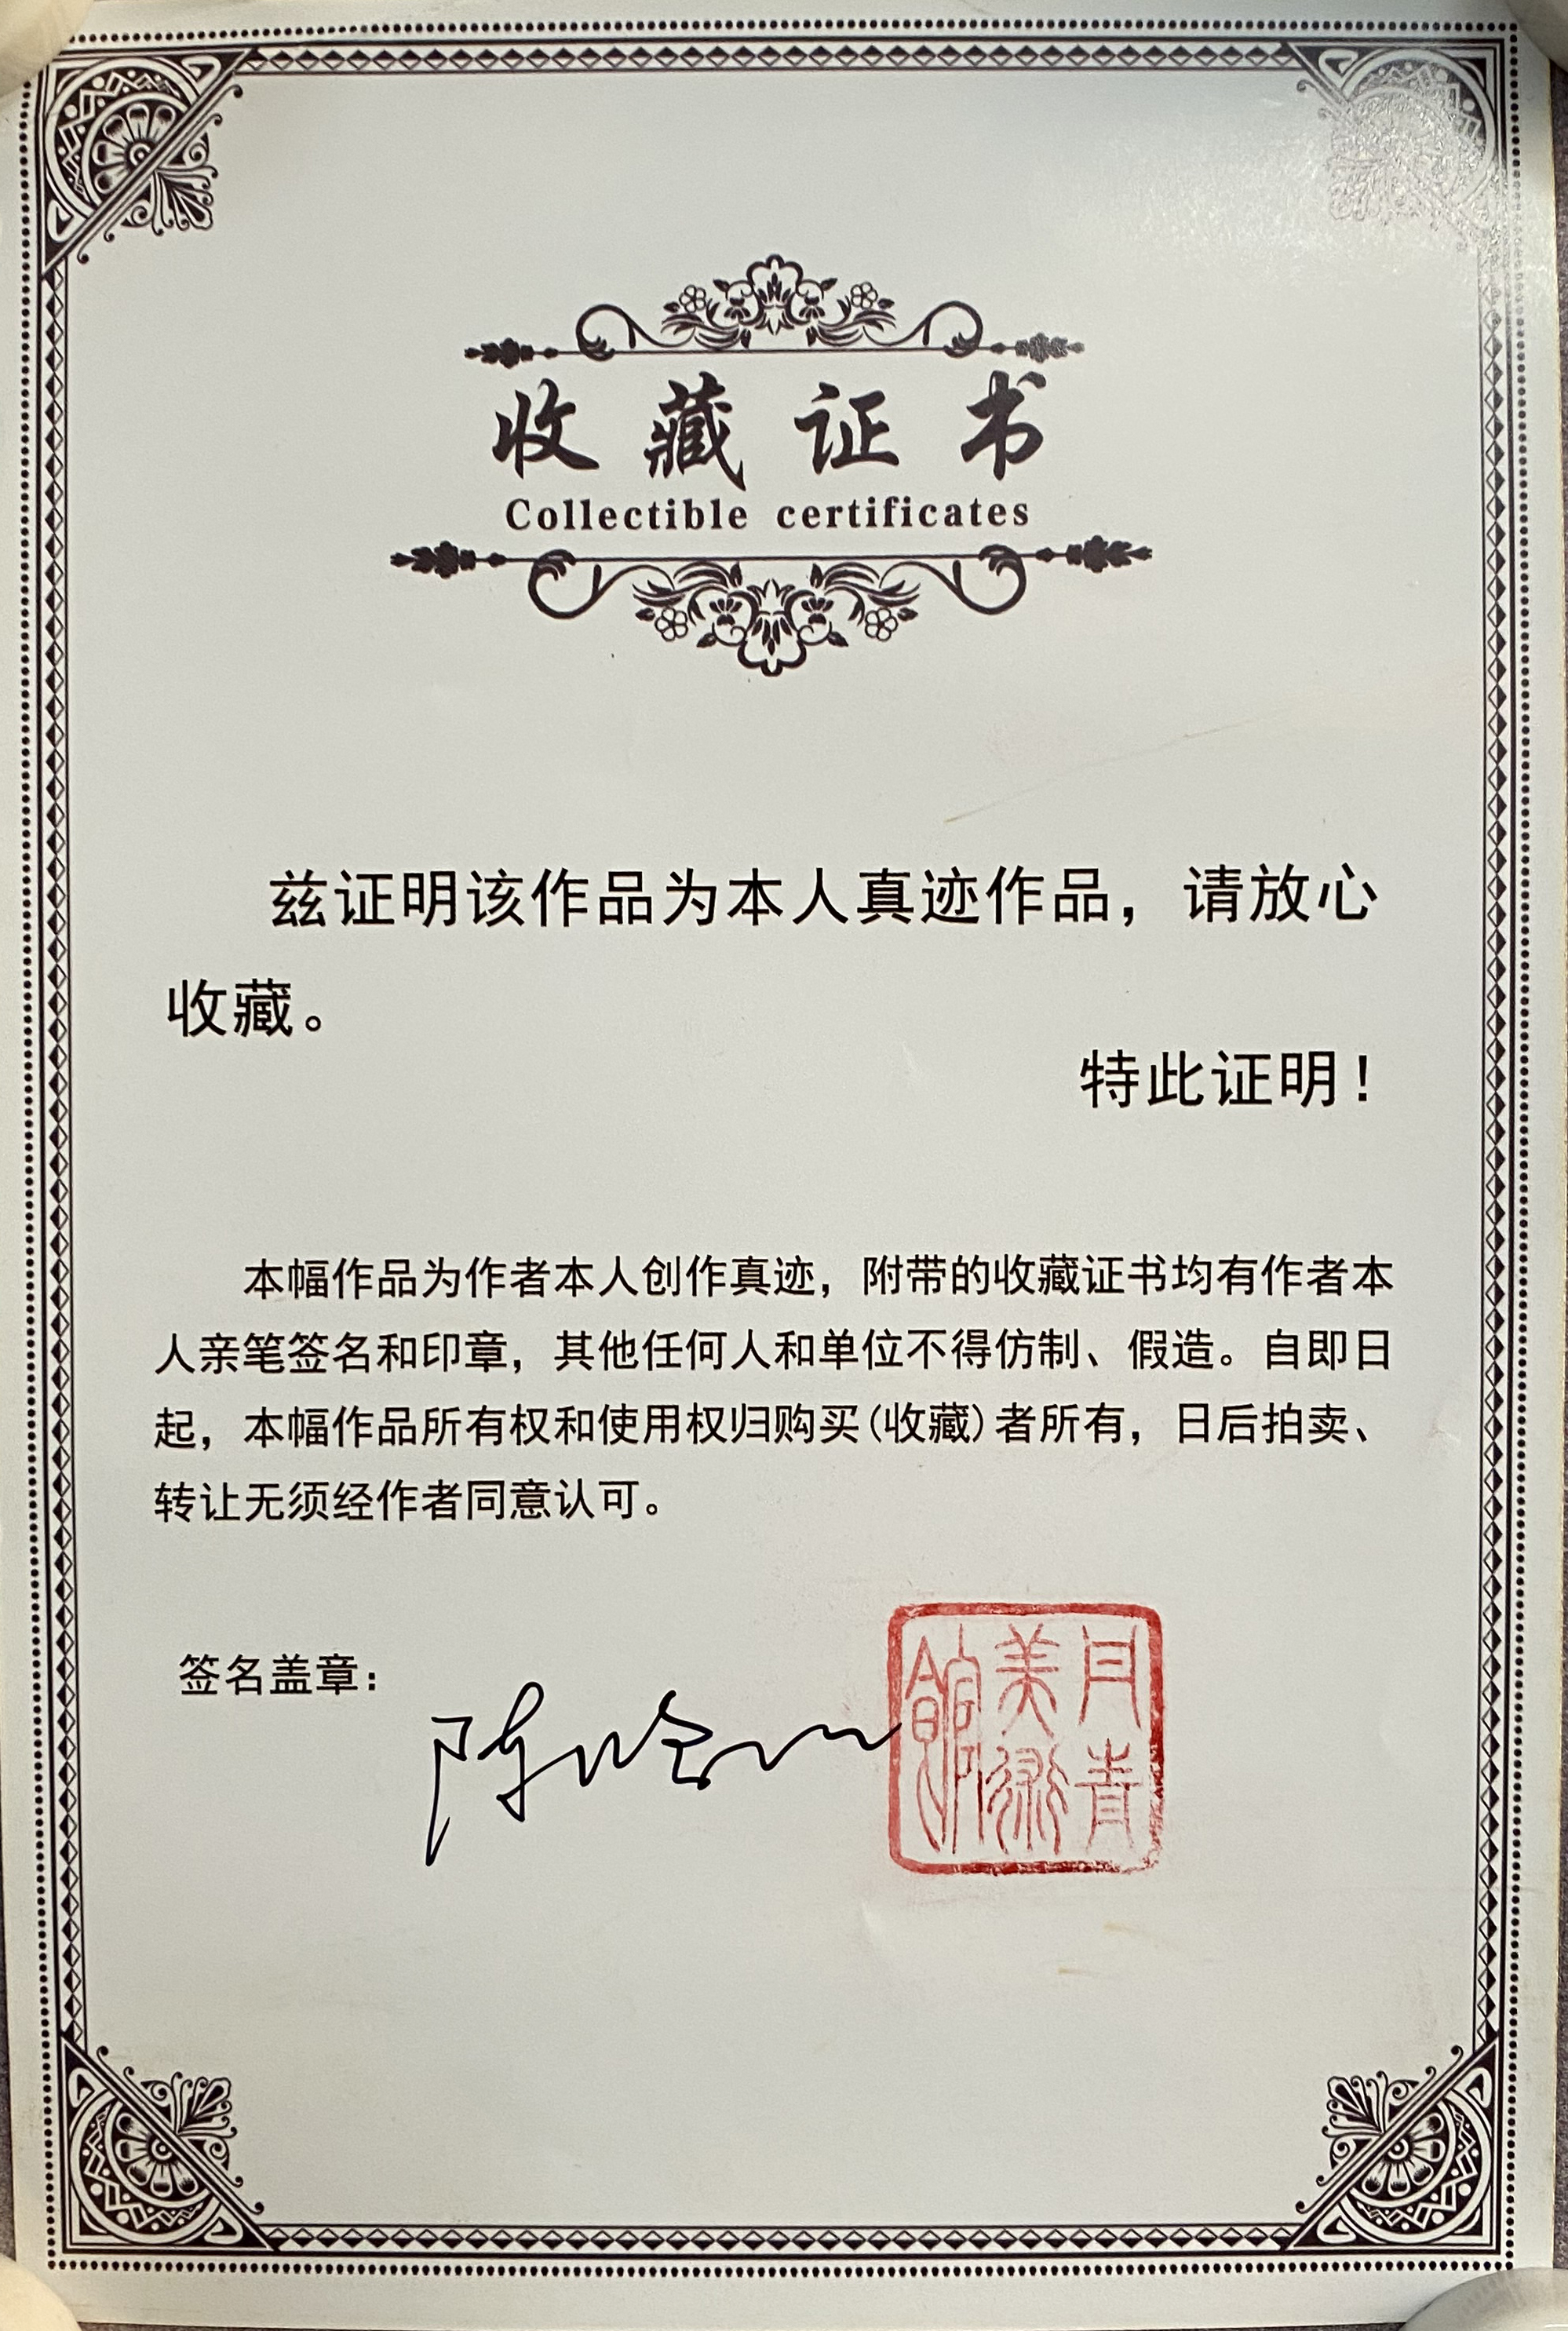 收藏证书
Collectible certificates
兹证明该作品为本人真迹作品，请放心
收藏。
特此证明！
本幅作品为作者本人创作真迹，附带的收藏证书均有作者本
人亲笔签名和印章，其他任何人和单位不得仿制、假造。自即日
起，本幅作品所有权和使用权归购买(收藏)者所有，日后拍卖、
转让无须经作者同意认可。
签名盖章：
丹青
美術
館